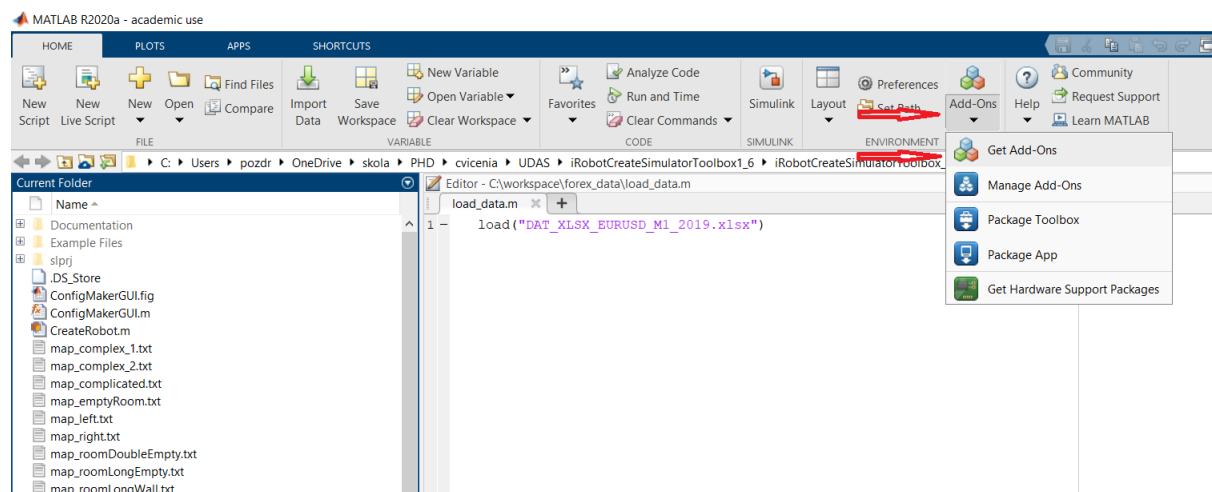 MATLAB R2020a - academic use
HOME PLOTS APPS SHORTCUTS
New Script
New Live Script
New
Open
Find Files
Compare
FILE
Import Data
Save Workspace
New Variable
Open Variable
Clear Workspace
VARIABLE
Favorites
Analyze Code
Run and Time
Clear Commands
CODE
Simulink
SIMULINK
Layout
Preferences
Set Path
ENVIRONMENT
Add-Ons
Help
Community
Request Support
Learn MATLAB
Get Add-Ons
Manage Add-Ons
Package Toolbox
Package App
Get Hardware Support Packages
C: Users pozdr OneDrive skola PHD cvicenia UDAS iRobotCreateSimulatorToolbox1_6 iRobotCreateSimulatorToolbox_
Current Folder
Name
Documentation
Example Files
slprj
.DS_Store
ConfigMakerGUI.fig
ConfigMakerGUI.m
CreateRobot.m
map_complex_1.txt
map_complex_2.txt
map_complicated.txt
map_emptyRoom.txt
map_left.txt
map_right.txt
map_roomDoubleEmpty.txt
map_roomLongEmpty.txt
map_roomLongWall.txt
Editor - C:\workspace\forex_data\load_data.m
load_data.m
1 load("DAT_XLSX_EURUSD_M1_2019.xlsx")